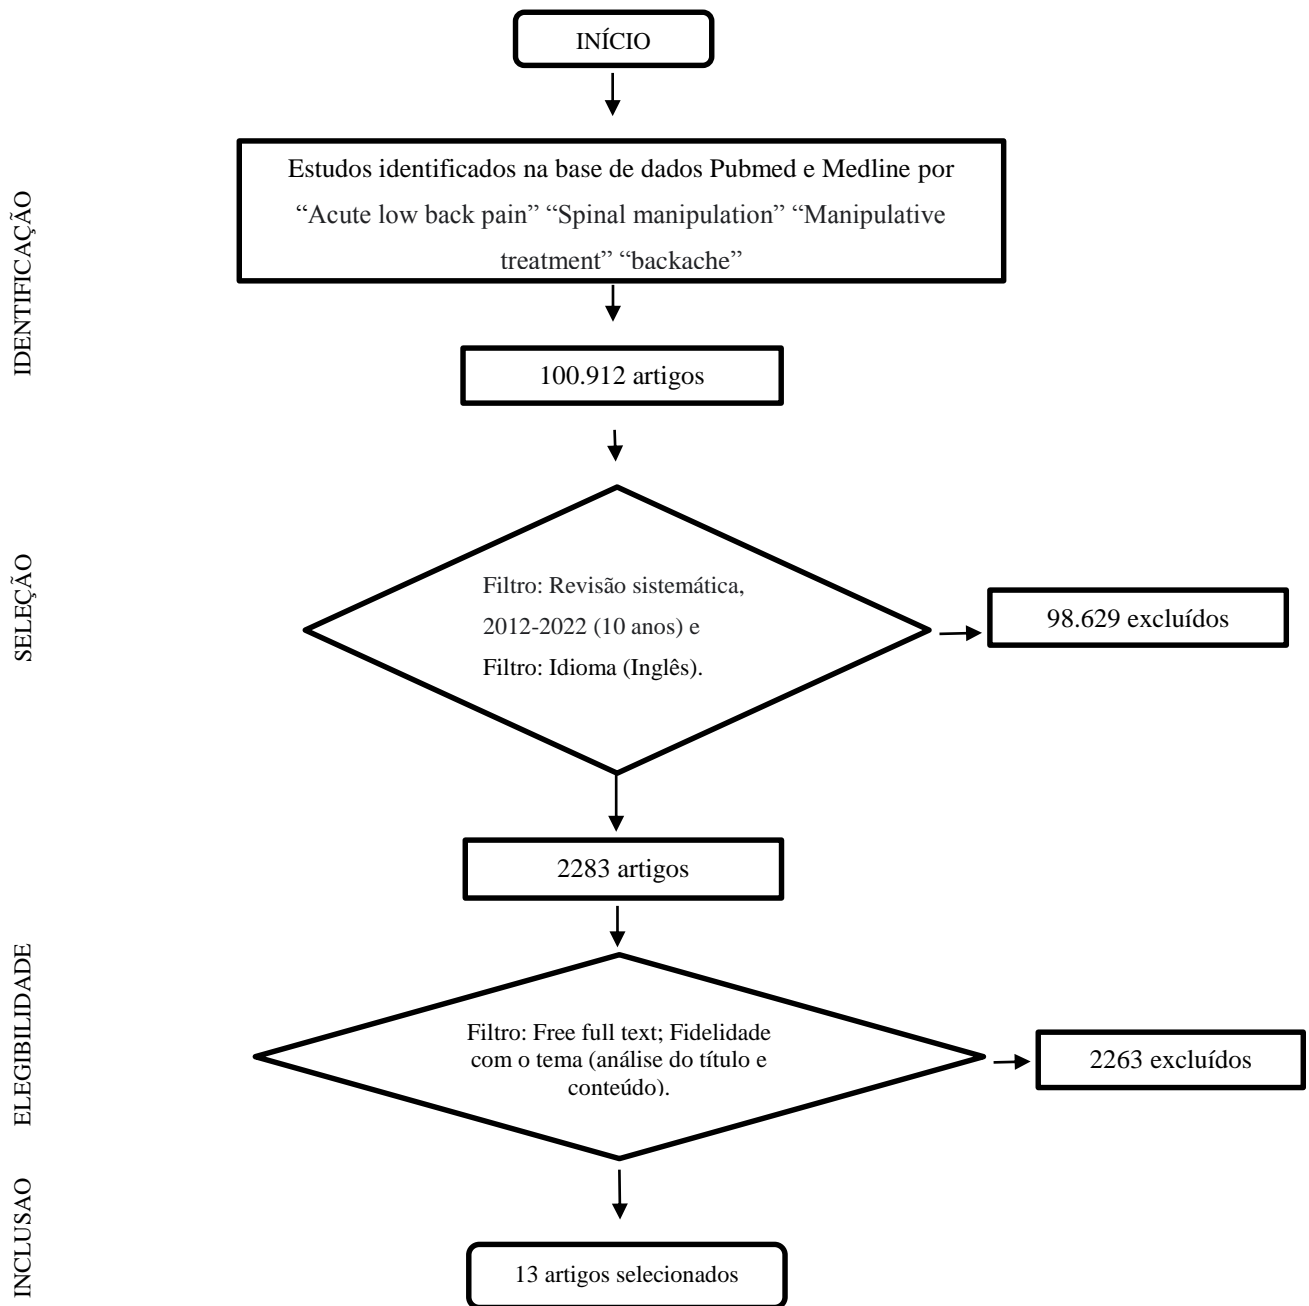 INÍCIO
IDENTIFICAÇÃO
Estudos identificados na base de dados Pubmed e Medline por
“Acute low back pain” “Spinal manipulation” “Manipulative
treatment” “backache”
100.912 artigos
SELEÇÃO
Filtro: Revisão sistemática,
2012-2022 (10 anos) e
Filtro: Idioma (Inglês).
98.629 excluídos
2283 artigos
ELEGIBILIDADE
Filtro: Free full text; Fidelidade
com o tema (análise do título e
conteúdo).
2263 excluídos
INCLUSAO
13 artigos selecionados